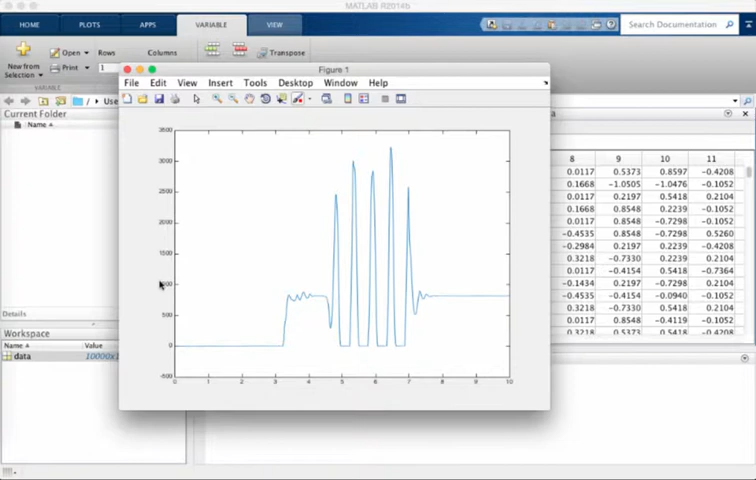 MATLAB R2014b
HOME PLOTS APPS VARIABLE VIEW
Search Documentation
New from Selection
Open Rows Columns
Print 1
Transpose
VARIABLE
/ Use
Current Folder
Name
Figure 1
File Edit View Insert Tools Desktop Window Help
3500
3000
2500
2000
1500
500
0
-500
0 1 2 3 4 5 6 7 8 9 10
8 9 10 11
0.0117 0.5373 0.8597 -0.4208
0.1668 -1.0505 -1.0476 -0.1052
0.0117 0.2197 0.5418 0.2104
0.1668 0.8548 0.2239 -0.1052
-0.4535 0.8548 -0.7298 0.5260
-0.2984 0.2197 0.2239 -0.4208
0.3218 -0.7330 0.5418 0.2104
0.0117 -0.4154 0.5418 -0.7364
-0.1434 0.2197 -0.7298 0.2104
-0.4535 -0.4154 -0.0940 -0.1052
0.3218 -0.7330 0.5418 0.2104
0.0117 0.8548 -0.4119 -0.1052
0.3218 0.5373 0.5418 -0.4208
Details
Workspace
Name Value
data 10000x1